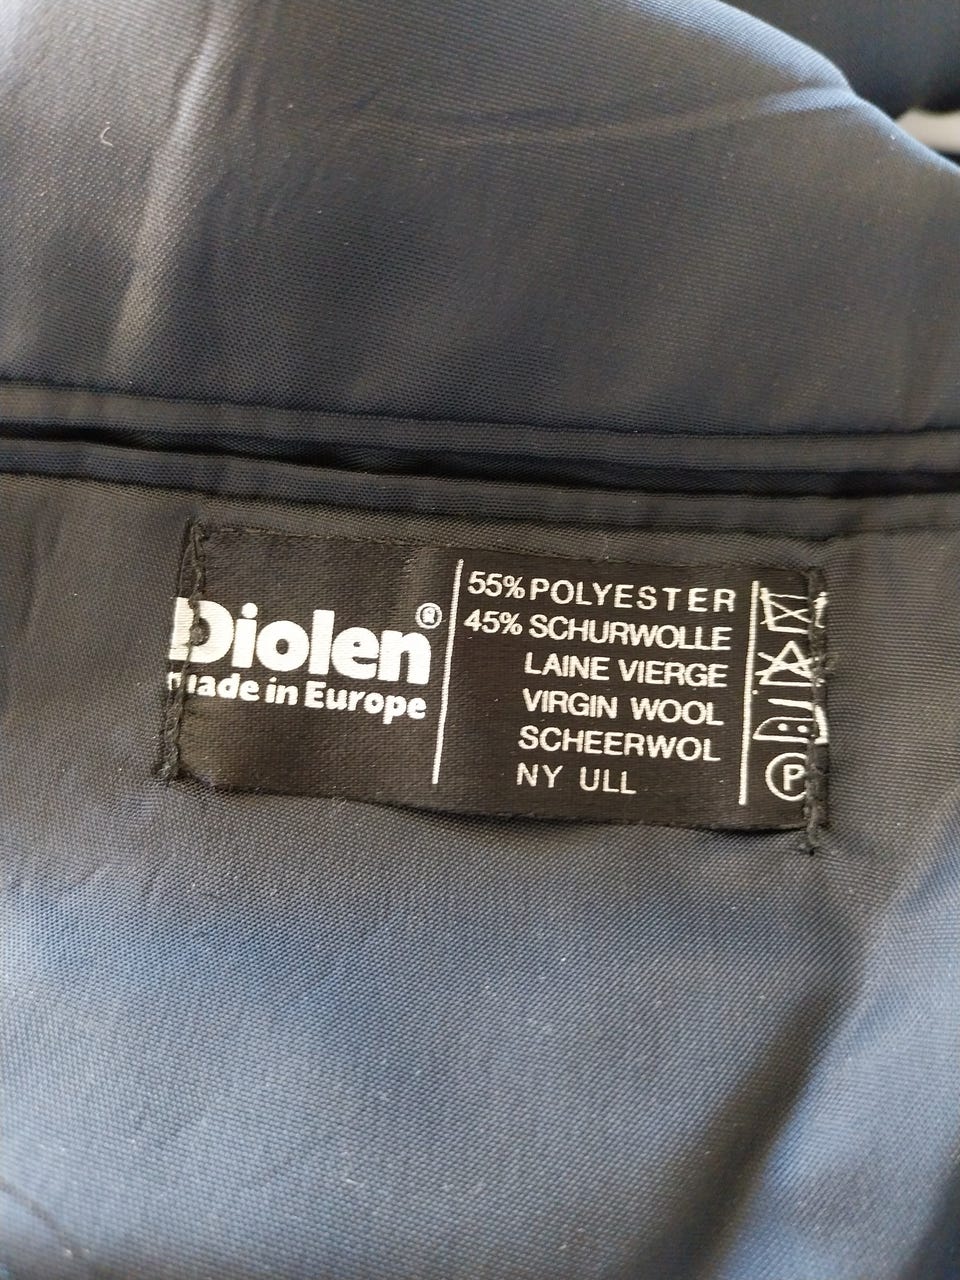 Diolen®
made in Europe
55% POLYESTER
45% SCHURWOLLE
LAINE VIERGE
VIRGIN WOOL
SCHEERWOL
NY ULL
P